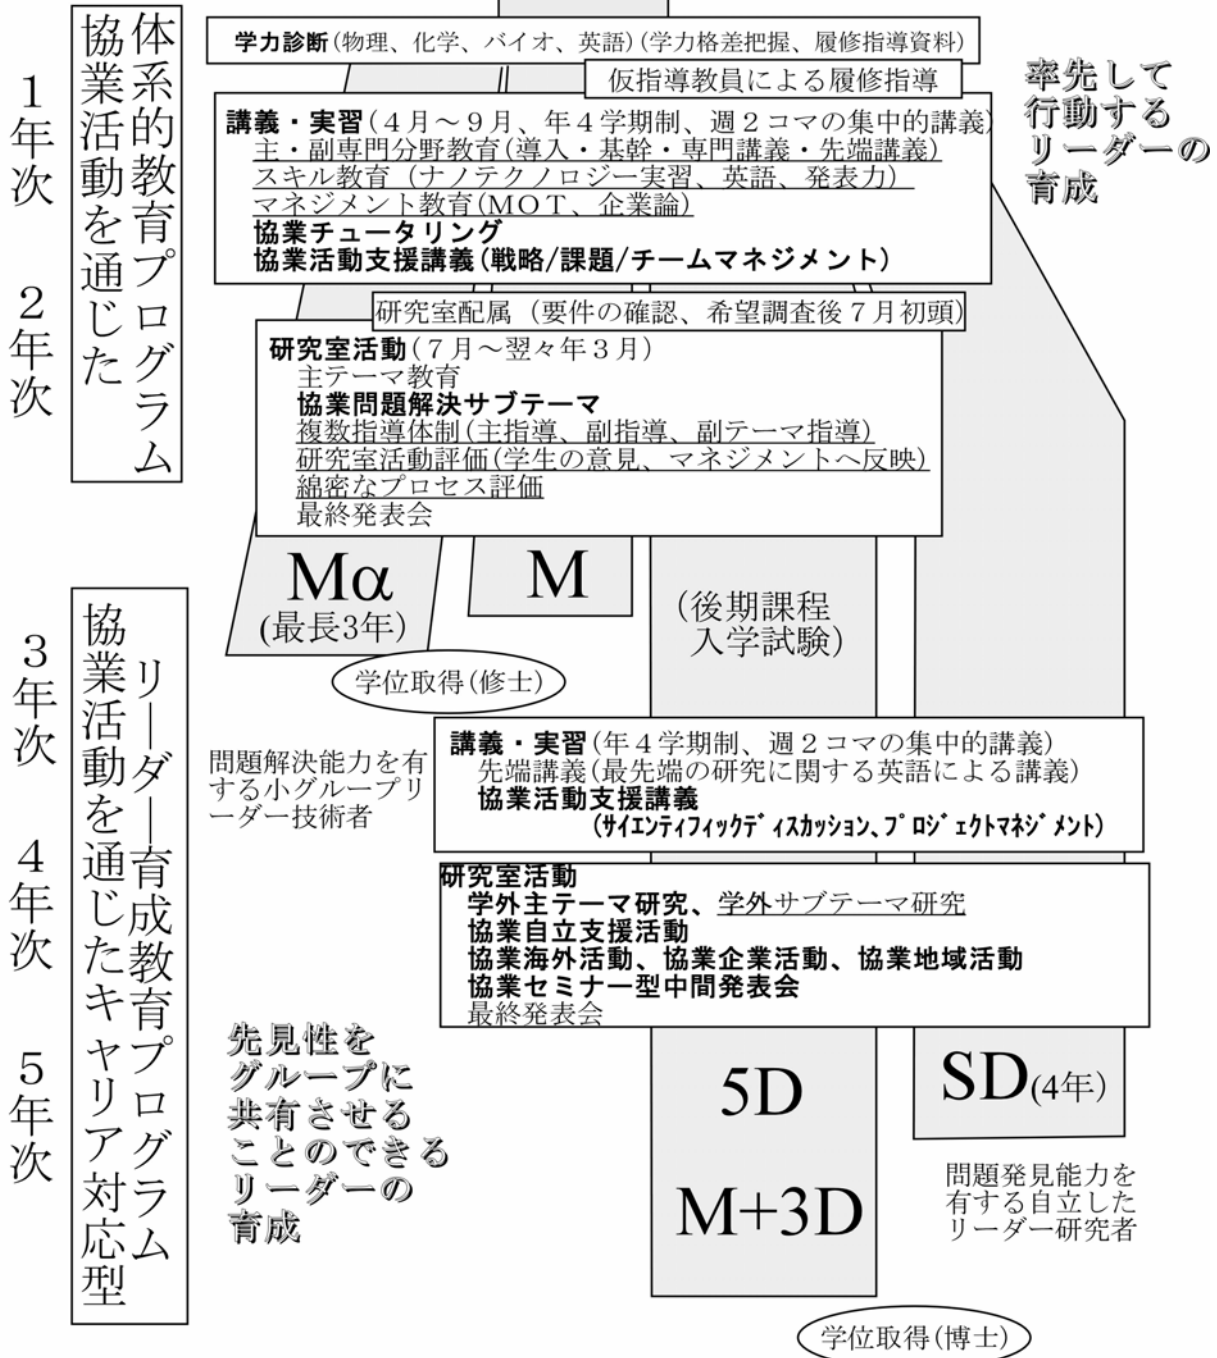 体系的教育プログラム
協業活動を通じた
1年次
2年次
学力診断(物理、化学、バイオ、英語)(学力格差把握、履修指導資料)
仮指導教員による履修指導
率先して
行動する
リーダーの
育成
講義・実習(４月～９月、年４学期制、週２コマの集中的講義)
主・副専門分野教育(導入・基幹・専門講義・先端講義)
スキル教育（ナノテクノロジー実習、英語、発表力）
マネジメント教育(ＭＯＴ、企業論)
協業チュータリング
協業活動支援講義(戦略/課題/チームマネジメント)
研究室配属（要件の確認、希望調査後７月初頭)
研究室活動(７月～翌々年３月)
主テーマ教育
協業問題解決サブテーマ
複数指導体制(主指導、副指導、副テーマ指導)
研究室活動評価(学生の意見、マネジメントへ反映)
綿密なプロセス評価
最終発表会
Mα
(最長3年)
M
(後期課程
入学試験)
学位取得(修士)
リーダー育成教育プログラム
協業活動を通じたキャリア対応型
3年次
4年次
5年次
問題解決能力を有
する小グループリ
ーダー技術者
講義・実習(年４学期制、週２コマの集中的講義)
先端講義(最先端の研究に関する英語による講義)
協業活動支援講義
(ｻｲｴﾝﾃｨﾌｨｯｸﾃﾞｨｽｶｯｼｮﾝ、ﾌﾟﾛｼﾞｪｸﾄﾏﾈｼﾞﾒﾝﾄ)
研究室活動
学外主テーマ研究、学外サブテーマ研究
協業自立支援活動
協業海外活動、協業企業活動、協業地域活動
協業セミナー型中間発表会
最終発表会
先見性を
グループに
共有させる
ことのできる
リーダーの
育成
5D
M+3D
SD(4年)
問題発見能力を
有する自立した
リーダー研究者
学位取得(博士)